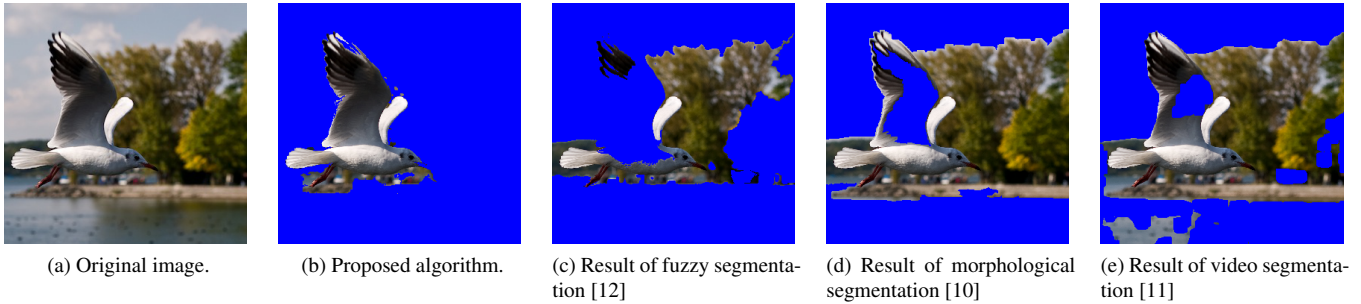 (a) Original image.
(b) Proposed algorithm.
(c) Result of fuzzy segmenta-
tion [12]
(d) Result of morphological
segmentation [10]
(e) Result of video segmenta-
tion [11]